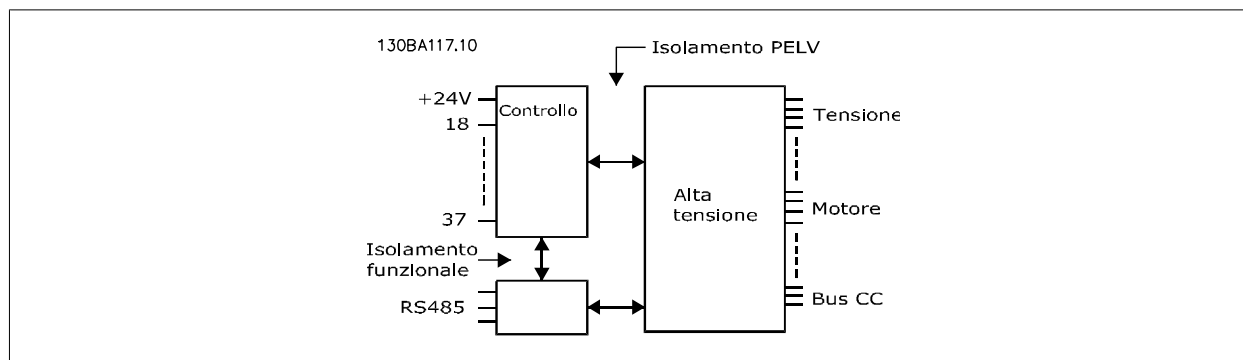 130BA117.10
Isolamento PELV
+24V
Controllo
18
37
Tensione
Alta
tensione
Motore
Isolamento
funzionale
RS485
Bus CC